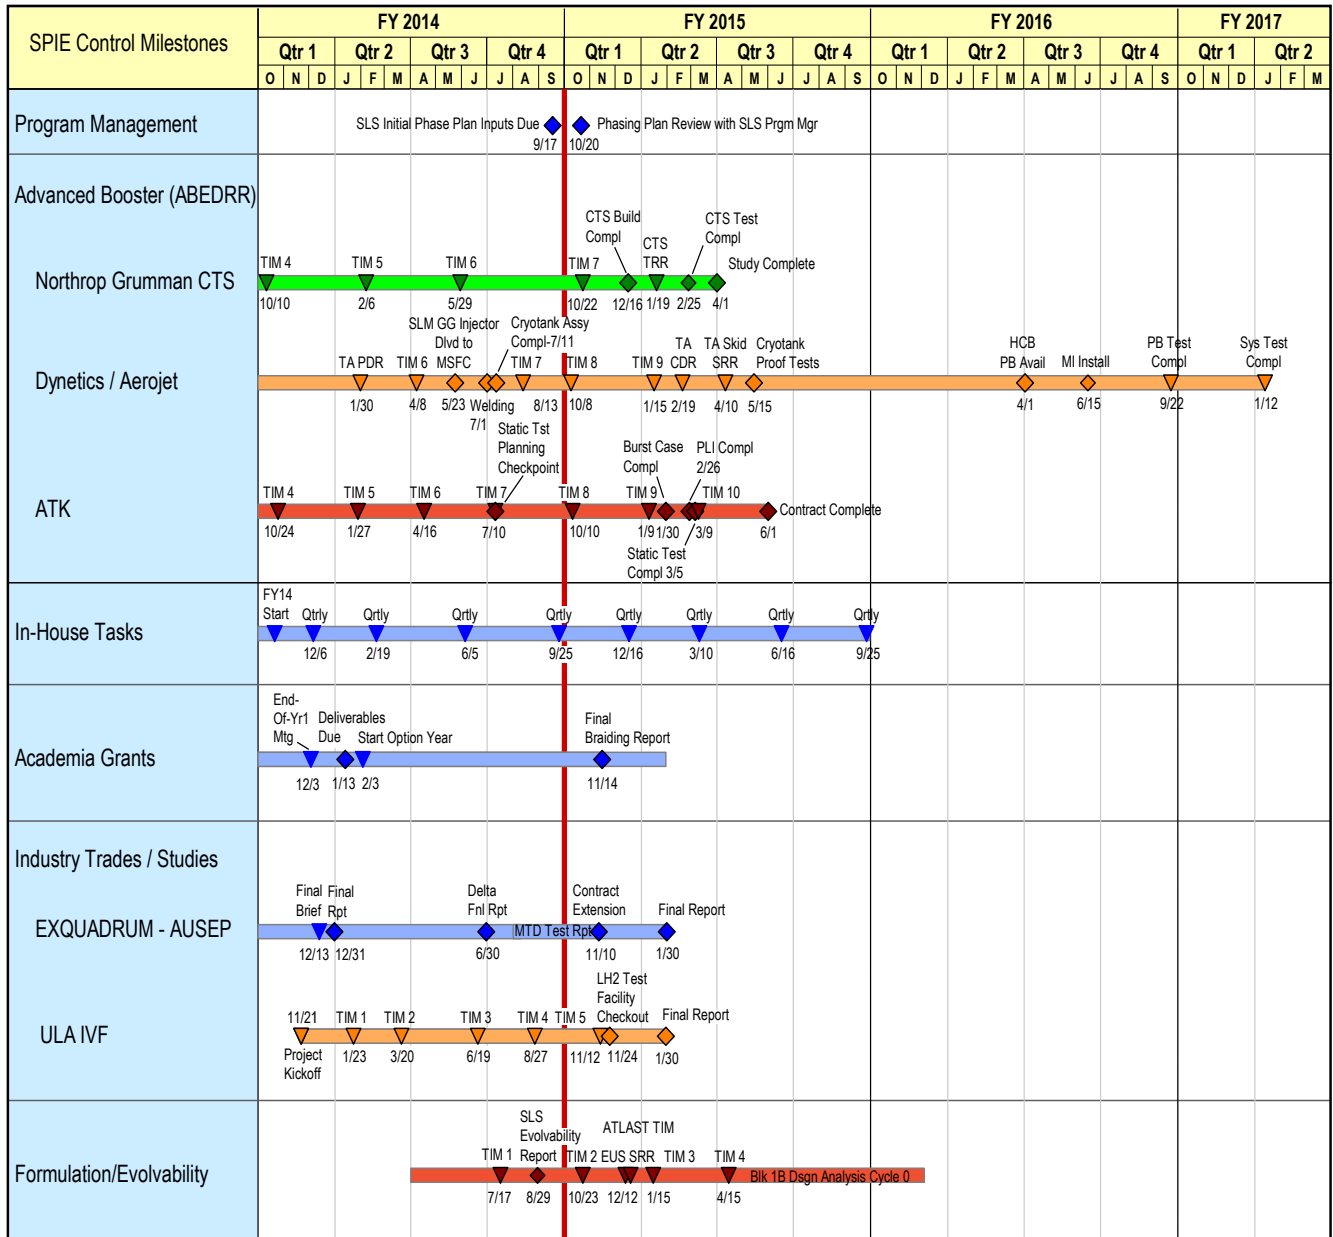 SPIE Control Milestones
FY 2014
FY 2015
FY 2016
FY 2017
Qtr 1
Qtr 2
Qtr 3
Qtr 4
Qtr 1
Qtr 2
Qtr 3
Qtr 4
Qtr 1
Qtr 2
Qtr 3
Qtr 4
Qtr 1
Qtr 2
O N D J F M A M J J A S O N D J F M A M J J A S O N D J F M A M J J A S O N D J F M
Program Management
SLS Initial Phase Plan Inputs Due
Phasing Plan Review with SLS Prgm Mgr
9/17
10/20
Advanced Booster (ABEDRR)
Northrop Grumman CTS
CTS Build
Compl
CTS
TRR
CTS Test
Compl
TIM 4
TIM 5
TIM 6
TIM 7
Study Complete
10/10
2/6
5/29
10/22
12/16
1/19
2/25
4/1
Dynetics / Aerojet
TA PDR
TIM 6
SLM GG Injector
Dlvd to
MSFC
Cryotank Assy
Compl-7/11
TIM 7
TIM 8
TIM 9
TA
CDR
TA Skid
SRR
Cryotank
Proof Tests
HCB
PB Avail
MI Install
PB Test
Compl
Sys Test
Compl
1/30
4/8
5/23
Welding
7/1
8/13
10/8
1/15
2/19
4/10
5/15
4/1
6/15
9/22
1/12
ATK
Static Tst
Planning
Checkpoint
Burst Case
Compl
PLI Compl
2/26
TIM 4
TIM 5
TIM 6
TIM 7
TIM 8
TIM 9
TIM 10
Contract Complete
10/24
1/27
4/16
7/10
10/10
1/9
1/30
3/9
6/1
Static Test
Compl 3/5
In-House Tasks
FY14
Start
Qtrly
Qrtly
Qrtly
Qrtly
Qrtly
Qrtly
Qrtly
Qrtly
12/6
2/19
6/5
9/25
12/16
3/10
6/16
9/25
Academia Grants
End-
Of-Yr1
Mtg
Deliverables
Due
Start Option Year
Final
Braiding Report
12/3
1/13
2/3
11/14
Industry Trades / Studies
EXQUADRUM - AUSEP
Final
Brief
Final
Rpt
Delta
Fnl Rpt
MTD Test Rpt
Contract
Extension
Final Report
12/13
12/31
6/30
11/10
1/30
ULA IVF
11/21
TIM 1
TIM 2
TIM 3
TIM 4
TIM 5
LH2 Test
Facility
Checkout
Final Report
Project
Kickoff
1/23
3/20
6/19
8/27
11/12
11/24
1/30
Formulation/Evolvability
TIM 1
SLS
Evolvability
Report
TIM 2
EUS SRR
ATLAST TIM
TIM 3
TIM 4
Blk 1B Dsgn Analysis Cycle 0
7/17
8/29
10/23
12/12
1/15
4/15